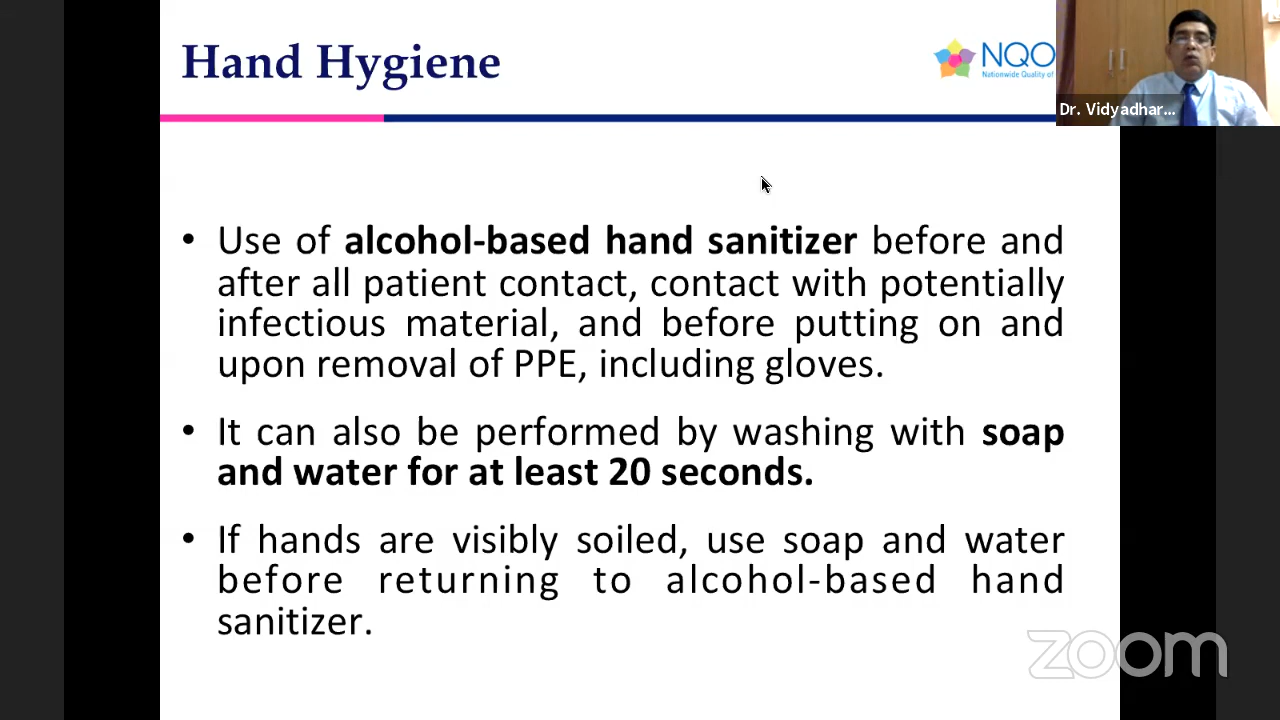 Hand Hygiene
NQO
Nationwide Quality of
Dr. Vidyadhar...
• Use of alcohol-based hand sanitizer before and
after all patient contact, contact with potentially
infectious material, and before putting on and
upon removal of PPE, including gloves.
• It can also be performed by washing with soap
and water for at least 20 seconds.
• If hands are visibly soiled, use soap and water
before returning to alcohol-based hand
sanitizer.
zoom